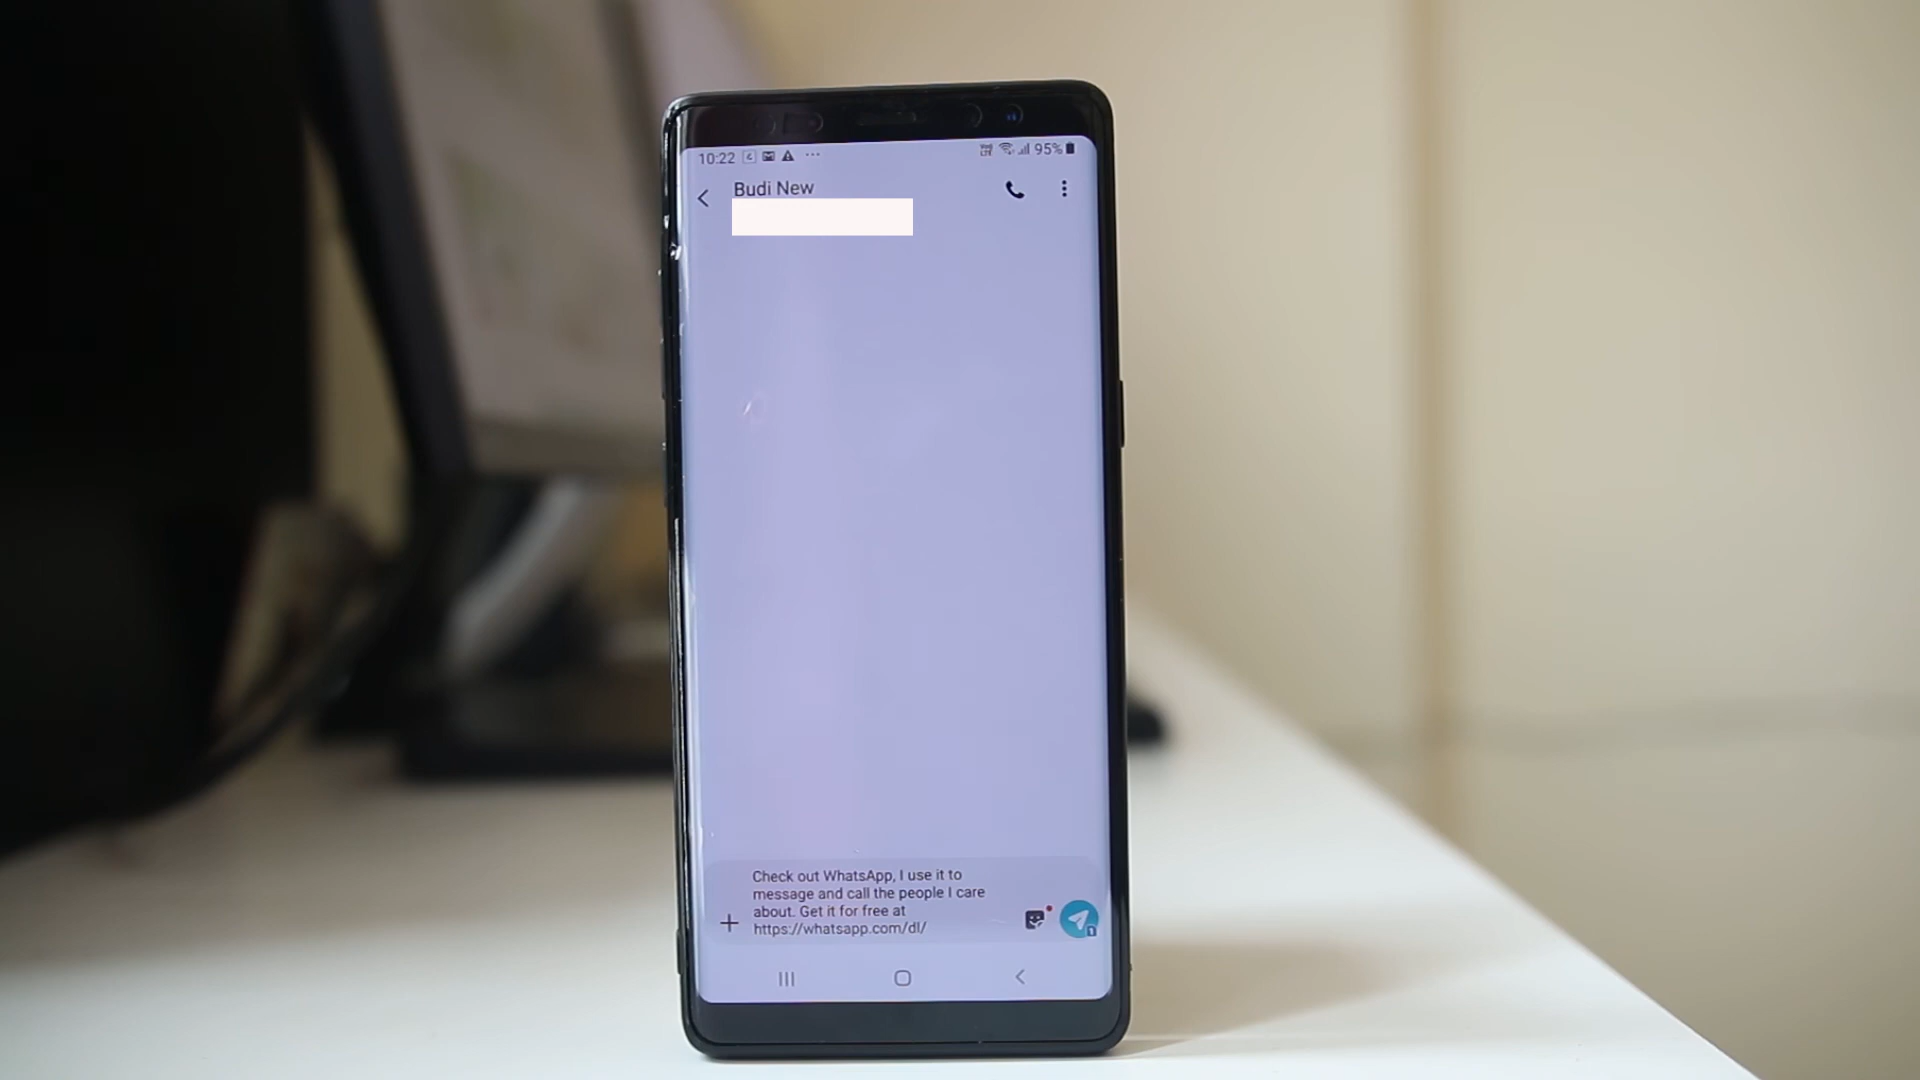 10:22
95%
Budi New
Check out WhatsApp, I use it to
message and call the people I care
about. Get it for free at
https://whatsapp.com/dl/
1